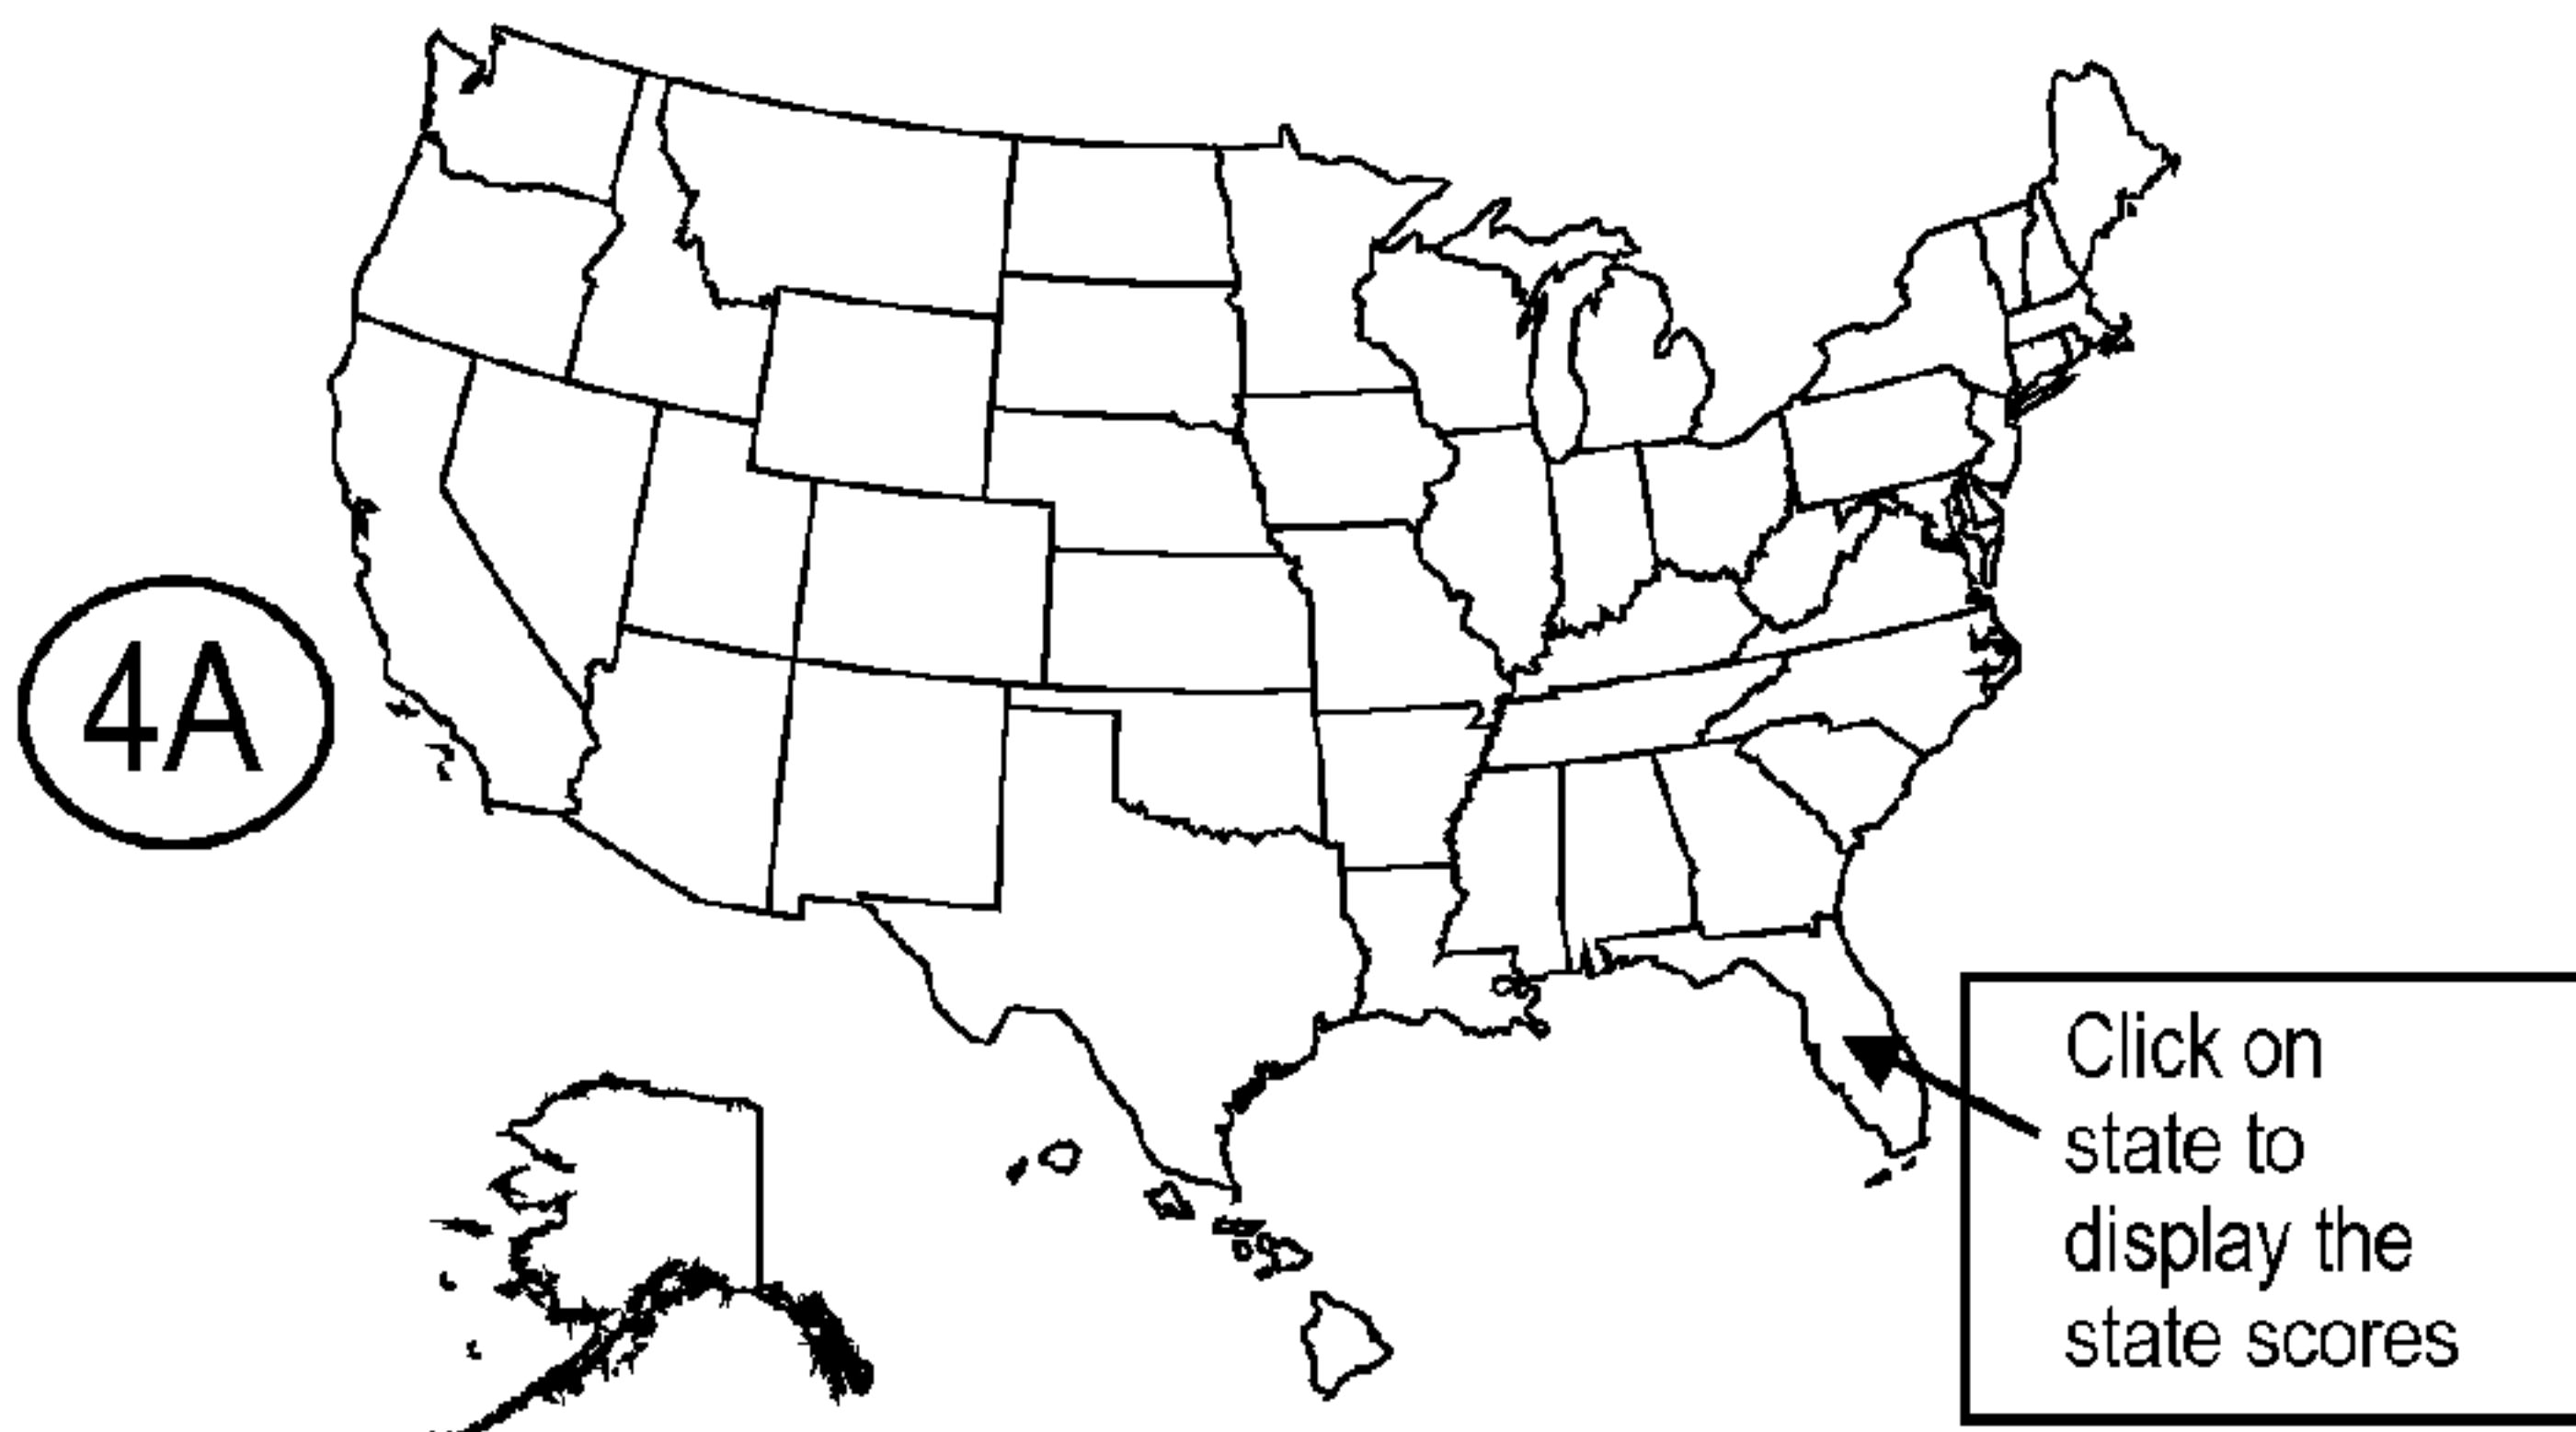 4A
Click on
state to
display the
state scores